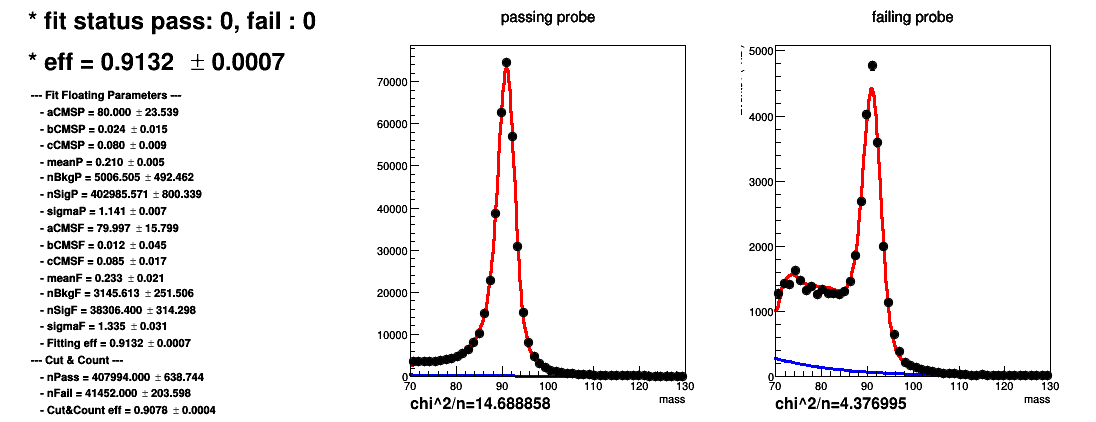 * fit status pass: 0, fail : 0
* eff = 0.9132 ± 0.0007
--- Fit Floating Parameters ---
- aCMSP = 80.000 ± 23.539
- bCMSP = 0.024 ± 0.015
- cCMSP = 0.080 ± 0.009
- meanP = 0.210 ± 0.005
- nBkgP = 5006.505 ± 492.462
- nSigP = 402985.571 ± 800.339
- sigmaP = 1.141 ± 0.007
- aCMSF = 79.997 ± 15.799
- bCMSF = 0.012 ± 0.045
- cCMSF = 0.085 ± 0.017
- meanF = 0.233 ± 0.021
- nBkgF = 3145.613 ± 251.506
- nSigF = 38306.400 ± 314.298
- sigmaF = 1.335 ± 0.031
- Fitting eff = 0.9132 ± 0.0007
--- Cut & Count ---
- nPass = 407994.000 ± 638.744
- nFail = 41452.000 ± 203.598
- Cut&Count eff = 0.9078 ± 0.0004
passing probe
70000
60000
50000
40000
30000
20000
10000
0
70 80 90 100 110 120 130
mass
chi^2/n=14.688858
failing probe
5000
4000
3000
2000
1000
0
70 80 90 100 110 120 130
mass
chi^2/n=4.376995